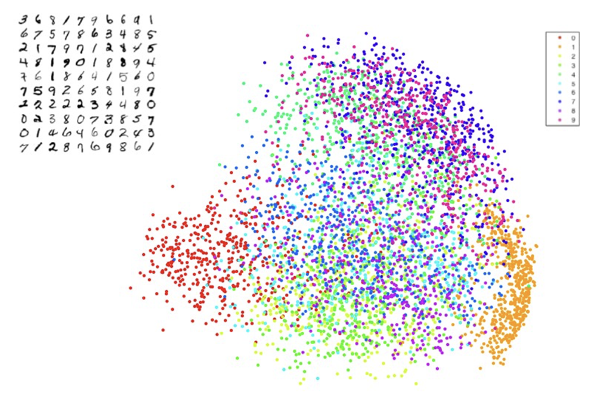 3 6 8 1 7 9 6 6 9 1
6 7 5 7 8 6 3 4 8 5
2 1 7 9 7 1 2 8 4 5
4 8 1 9 0 1 8 8 9 4
7 6 1 8 6 4 1 5 6 0
7 5 9 2 6 5 8 1 9 7
2 2 2 2 2 3 4 4 8 0
0 2 3 8 0 7 3 8 5 7
0 1 4 6 4 6 0 2 4 3
7 1 2 8 7 6 9 8 6 1
0
1
2
3
4
5
6
7
8
9